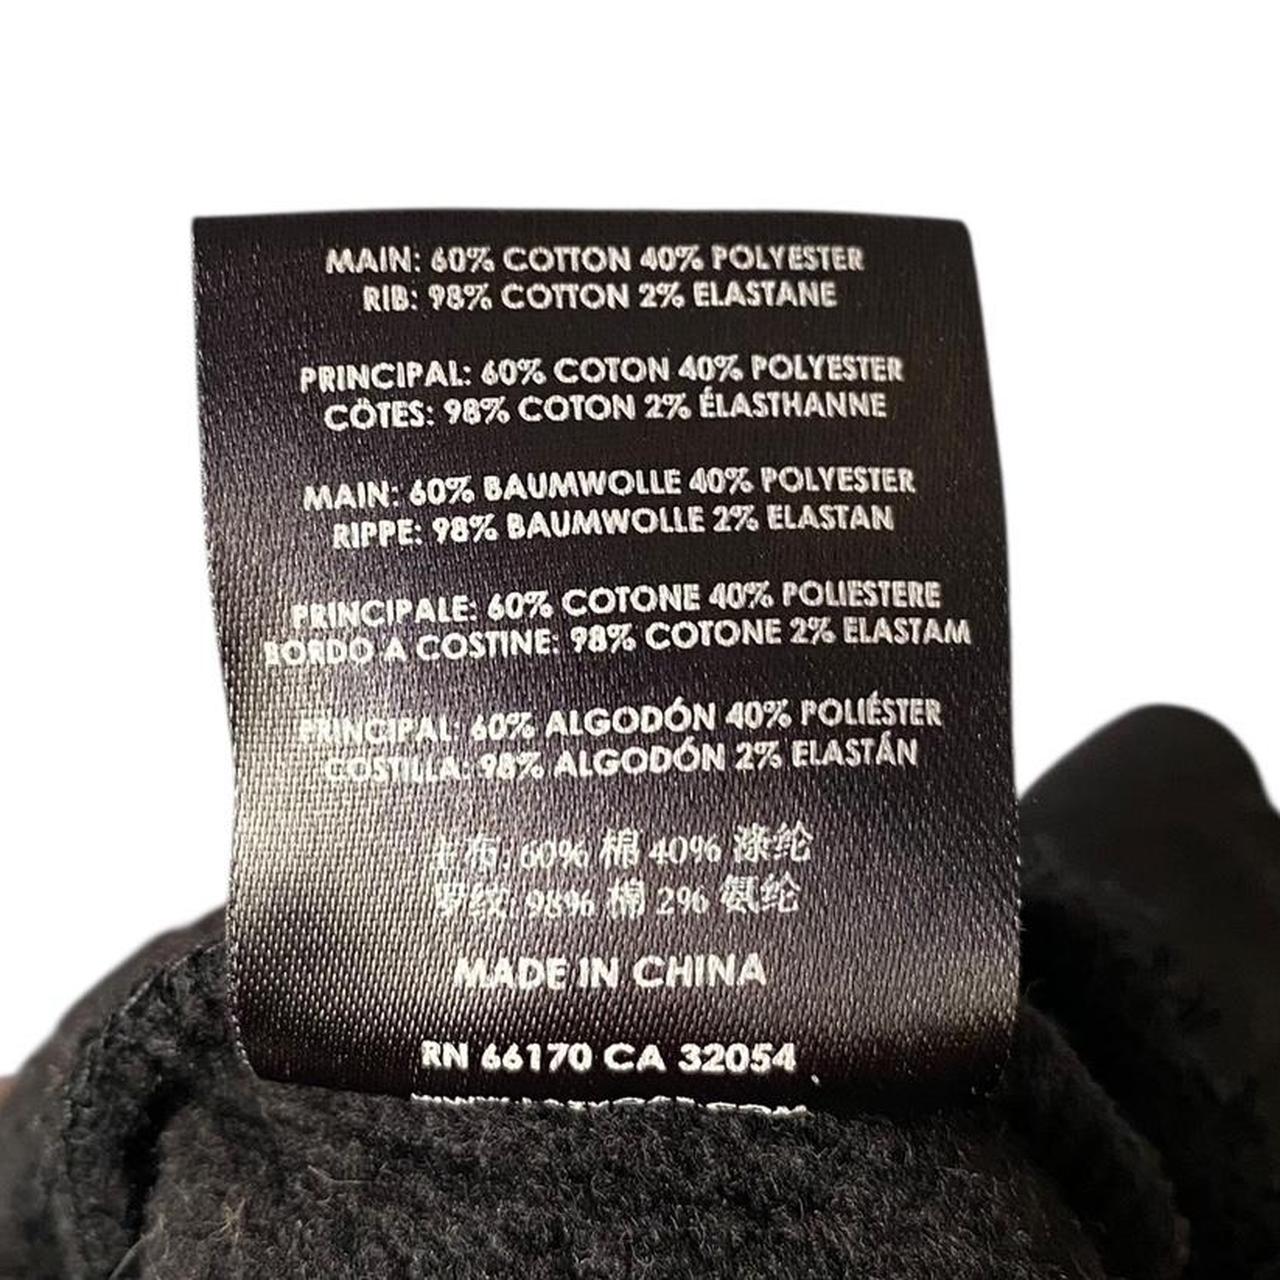 MAIN: 60% COTTON 40% POLYESTER
RIB: 98% COTTON 2% ELASTANE
PRINCIPAL: 60% COTON 40% POLYESTER
CÔTES: 98% COTON 2% ÉLASTHANNE
MAIN: 60% BAUMWOLLE 40% POLYESTER
RIPPE: 98% BAUMWOLLE 2% ELASTAN
PRINCIPALE: 60% COTONE 40% POLIESTERE
BORDO A COSTINE: 98% COTONE 2% ELASTAM
PRINCIPAL: 60% ALGODÓN 40% POLIÉSTER
COSTILLA: 98% ALGODÓN 2% ELASTÁN
主布: 60% 棉 40% 涤纶
罗纹: 98% 棉 2% 氨纶
MADE IN CHINA
RN 66170 CA 32054